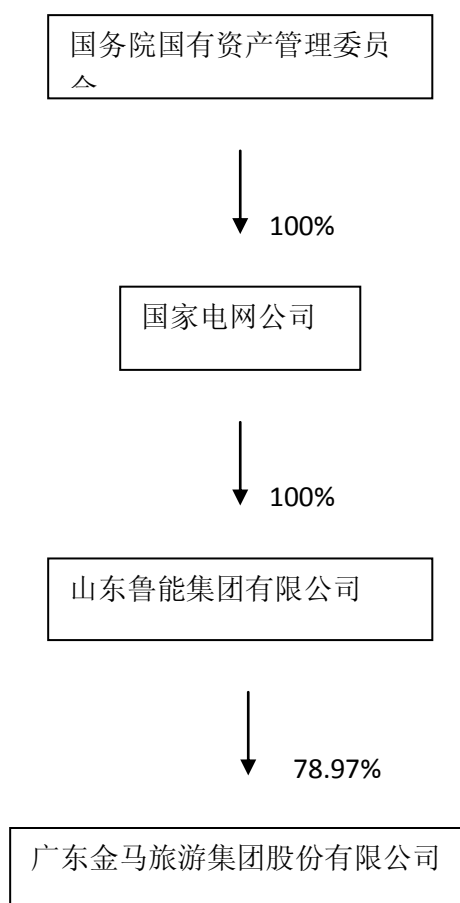 国务院国有资产管理委员
会
100%
国家电网公司
100%
山东鲁能集团有限公司
78.97%
广东金马旅游集团股份有限公司